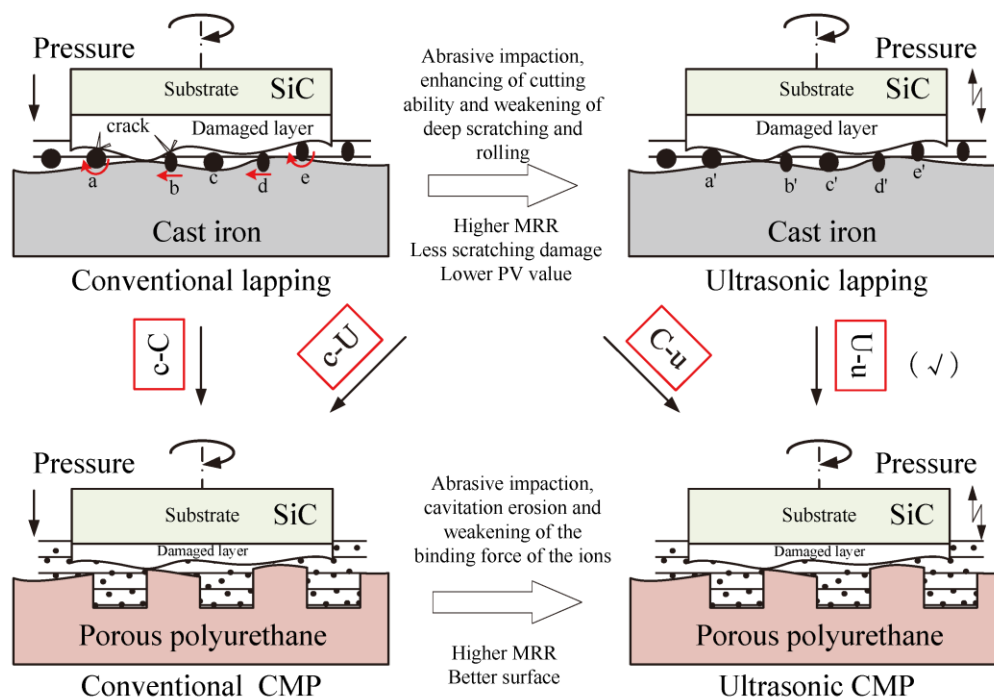 Pressure
Substrate SiC
Damaged layer
crack
a b c d e
Cast iron
Conventional lapping
Abrasive impaction,
enhancing of cutting
ability and weakening of
deep scratching and
rolling
Higher MRR
Less scratching damage
Lower PV value
Pressure
Substrate SiC
Damaged layer
a' b' c' d' e'
Cast iron
Ultrasonic lapping
c-C
c-U
C-u
u-U
(√)
Pressure
Substrate SiC
Damaged layer
Porous polyurethane
Conventional CMP
Abrasive impaction,
cavitation erosion and
weakening of the
binding force of the ions
Higher MRR
Better surface
Pressure
Substrate SiC
Damaged layer
Porous polyurethane
Ultrasonic CMP